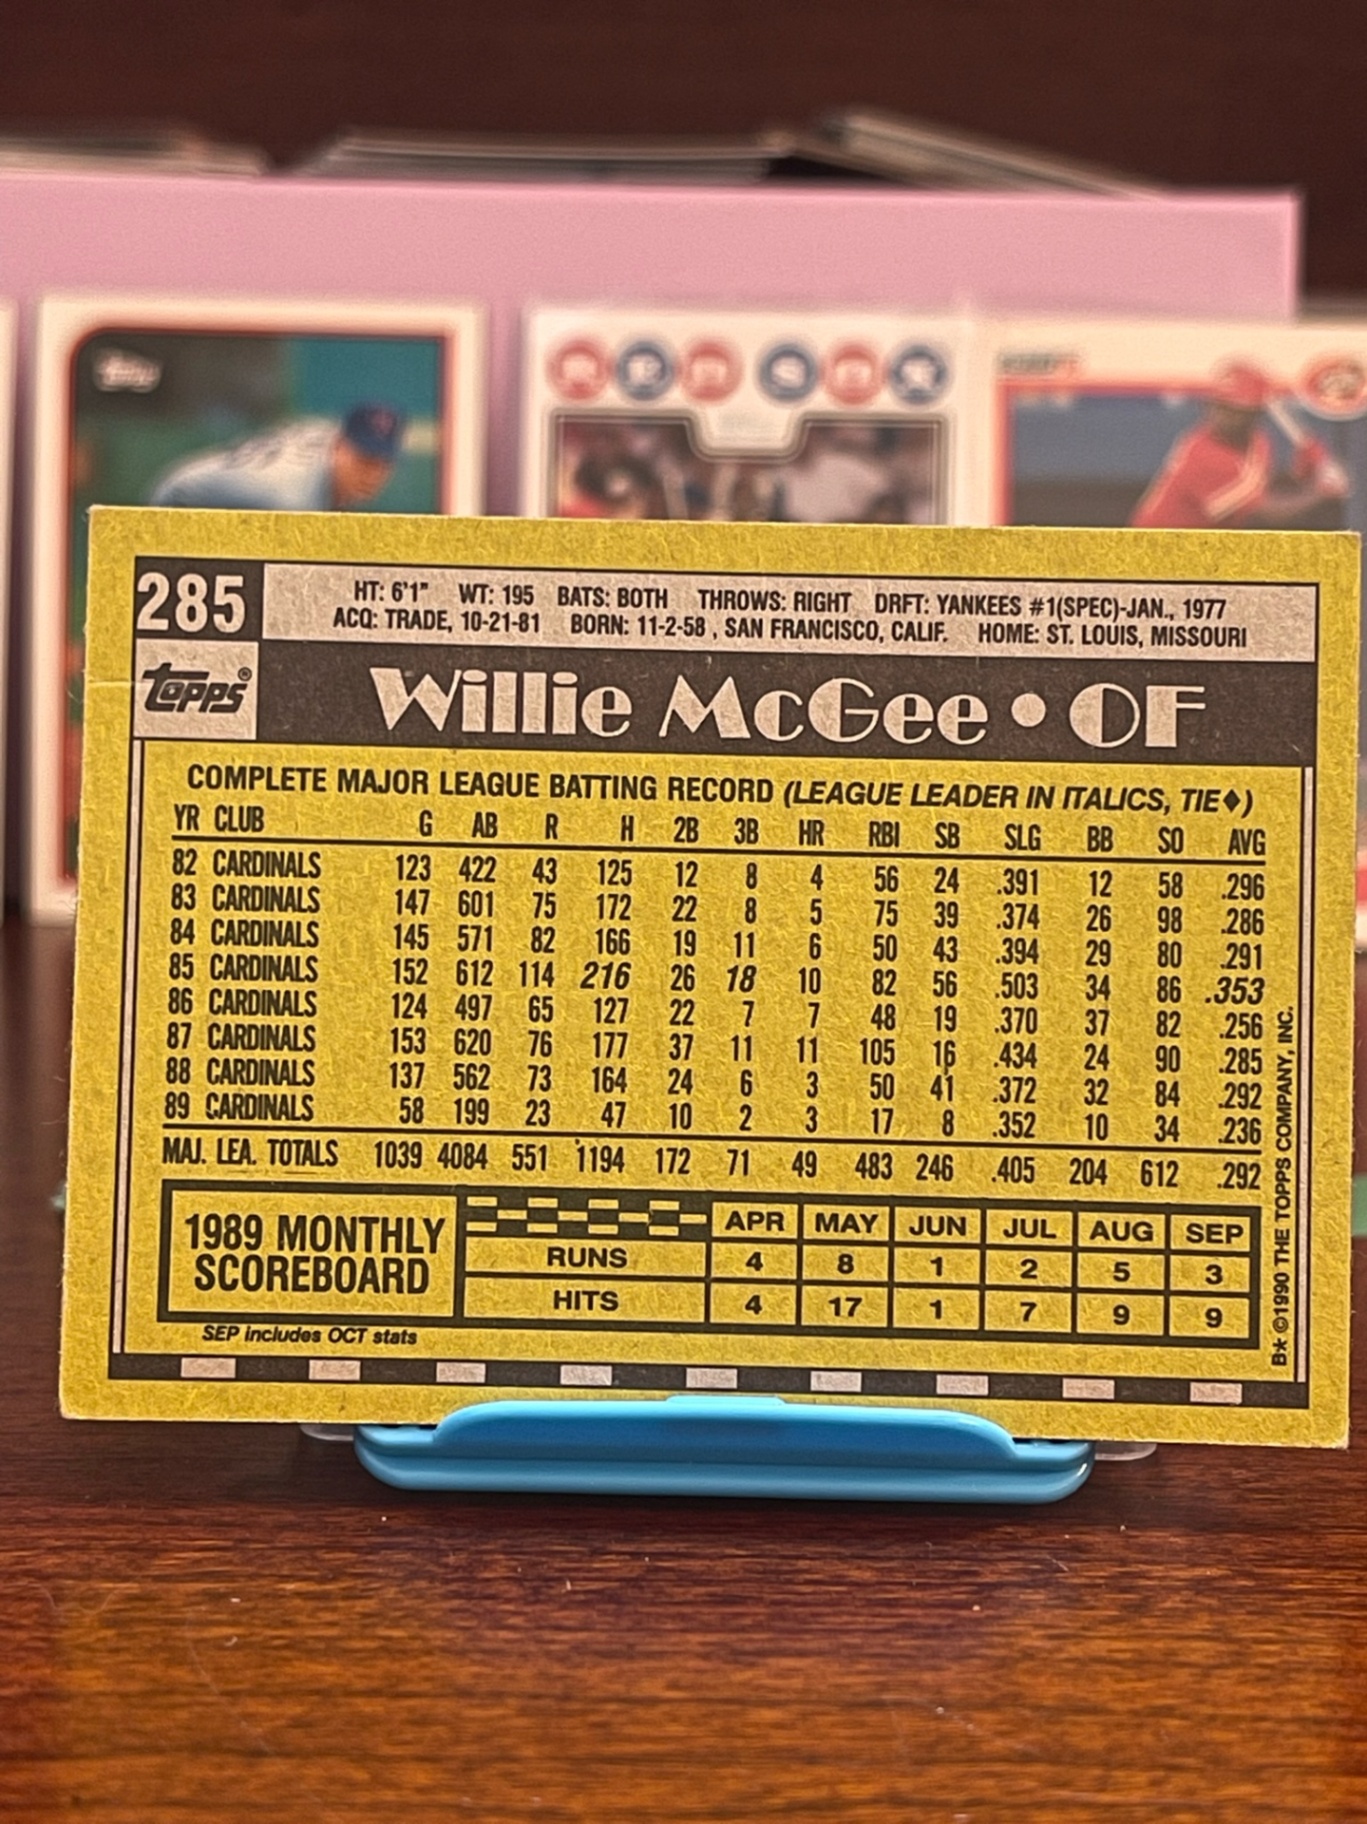 Topps
RED SOX
285
HT: 6'1" WT: 195 BATS: BOTH THROWS: RIGHT DRFT: YANKEES #1(SPEC)-JAN., 1977
ACQ: TRADE, 10-21-81 BORN: 11-2-58 , SAN FRANCISCO, CALIF. HOME: ST. LOUIS, MISSOURI
topps®
Willie McGee • OF
COMPLETE MAJOR LEAGUE BATTING RECORD (LEAGUE LEADER IN ITALICS, TIE♦)
YR CLUB G AB R H 2B 3B HR RBI SB SLG BB SO AVG
82 CARDINALS 123 422 43 125 12 8 4 56 24 .391 12 58 .296
83 CARDINALS 147 601 75 172 22 8 5 75 39 .374 26 98 .286
84 CARDINALS 145 571 82 166 19 11 6 50 43 .394 29 80 .291
85 CARDINALS 152 612 114 216 26 18 10 82 56 .503 34 86 .353
86 CARDINALS 124 497 65 127 22 7 7 48 19 .370 37 82 .256
87 CARDINALS 153 620 76 177 37 11 11 105 16 .434 24 90 .285
88 CARDINALS 137 562 73 164 24 6 3 50 41 .372 32 84 .292
89 CARDINALS 58 199 23 47 10 2 3 17 8 .352 10 34 .236
MAJ. LEA. TOTALS 1039 4084 551 1194 172 71 49 483 246 .405 204 612 .292
1989 MONTHLY
SCOREBOARD
APR MAY JUN JUL AUG SEP
RUNS 4 8 1 2 5 3
HITS 4 17 1 7 9 9
SEP includes OCT stats
B* ©1990 THE TOPPS COMPANY, INC.